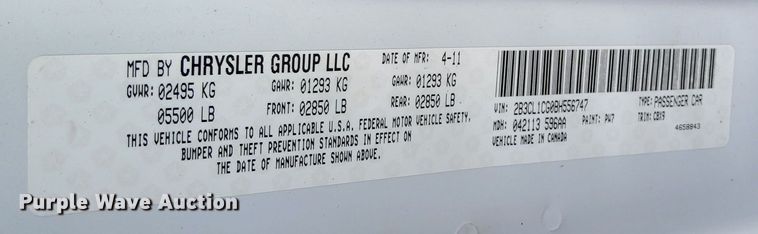 MFD BY CHRYSLER GROUP LLC DATE OF MFR: 4-11
GVWR: 02495 KG GAWR: 01293 KG GAWR: 01293 KG
05500 LB FRONT: 02850 LB REAR: 02850 LB
THIS VEHICLE CONFORMS TO ALL APPLICABLE U.S.A. FEDERAL MOTOR VEHICLE SAFETY,
BUMPER AND THEFT PREVENTION STANDARDS IN EFFECT ON
THE DATE OF MANUFACTURE SHOWN ABOVE.
VIN: 2B3CL1CG0BH556747 TYPE: PASSENGER CAR
MDH: 042113 596AA PAINT: PW7 TRIM: CBX9
VEHICLE MADE IN CANADA 4658843
Purple Wave Auction